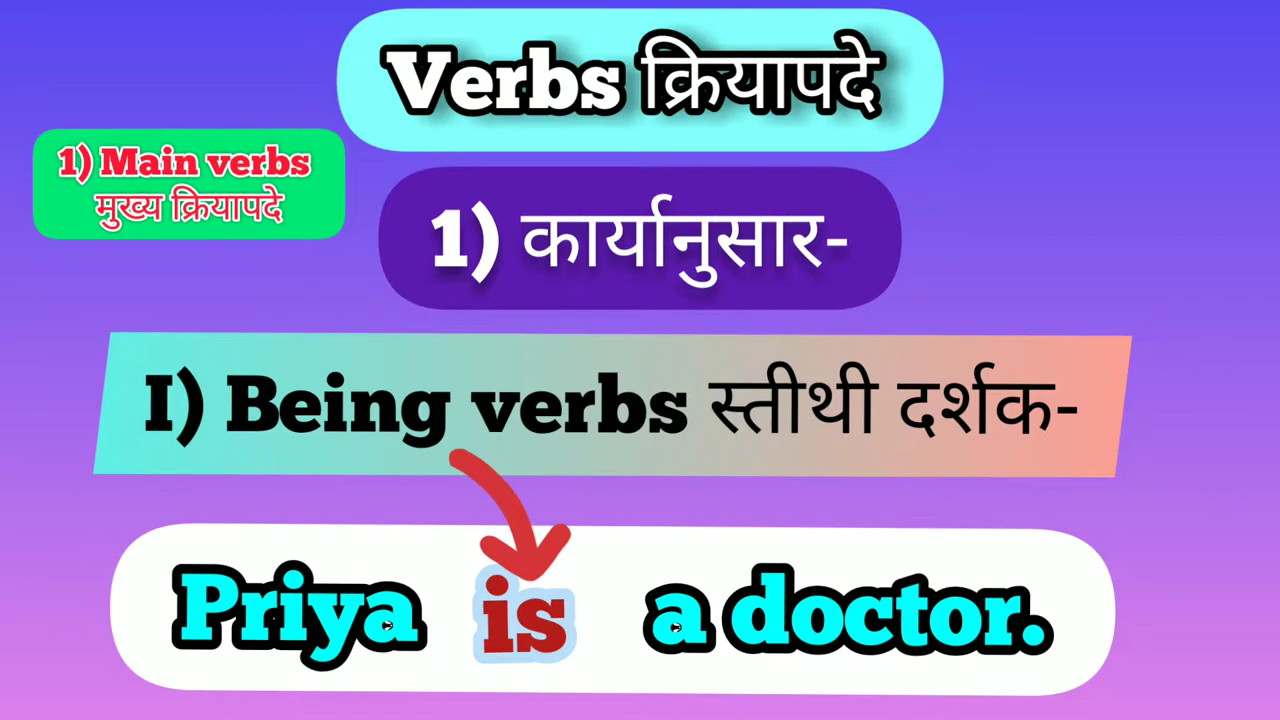 Verbs क्रियापदे
1) Main verbs
मुख्य क्रियापदे
1) कार्यानुसार-
I) Being verbs स्तीथी दर्शक-
Priya is a doctor.